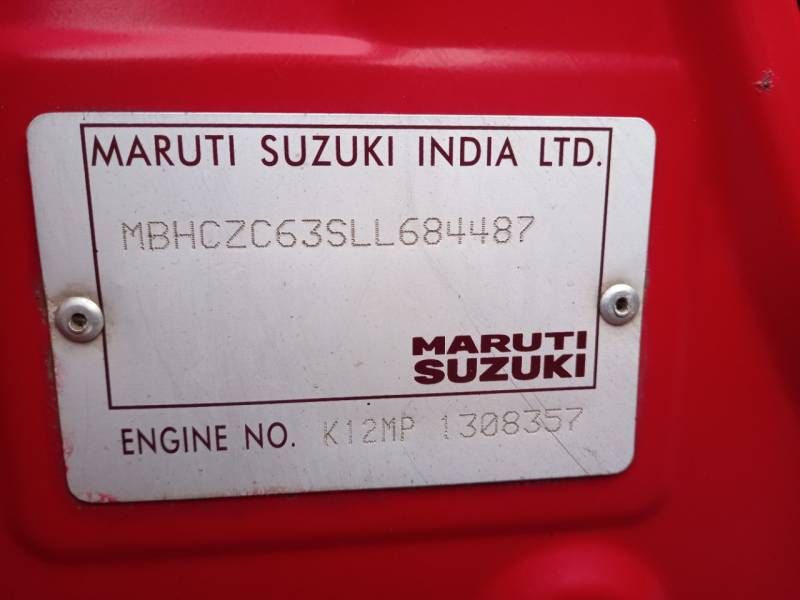 MARUTI SUZUKI INDIA LTD.
MBHCZC63SLL684487
MARUTI
SUZUKI
ENGINE NO. K12MP 1308357